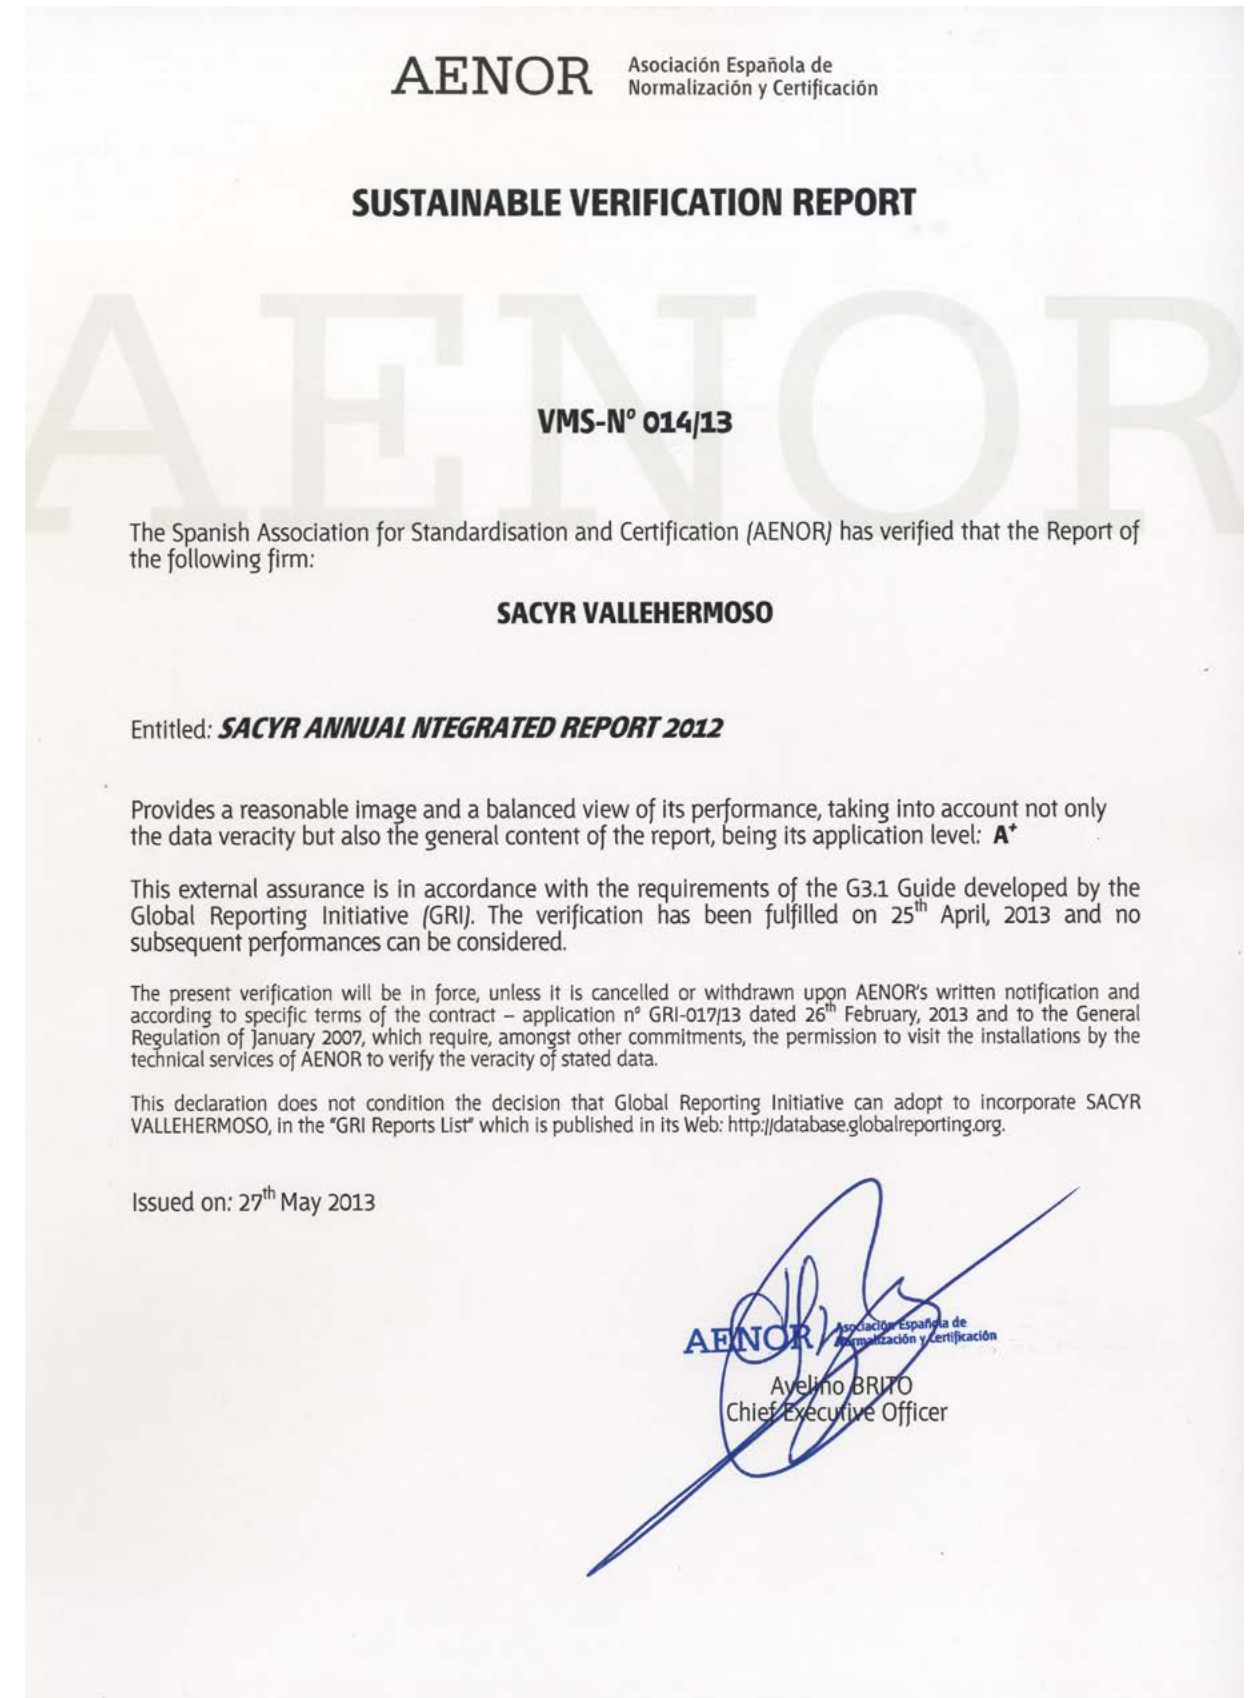 AENOR
Asociación Española de
Normalización y Certificación
SUSTAINABLE VERIFICATION REPORT
AENOR
VMS-Nº 014/13
The Spanish Association for Standardisation and Certification (AENOR) has verified that the Report of
the following firm:
SACYR VALLEHERMOSO
Entitled: SACYR ANNUAL NTEGRATED REPORT 2012
Provides a reasonable image and a balanced view of its performance, taking into account not only
the data veracity but also the general content of the report, being its application level: A+
This external assurance is in accordance with the requirements of the G3.1 Guide developed by the
Global Reporting Initiative (GRI). The verification has been fulfilled on 25th April, 2013 and no
subsequent performances can be considered.
The present verification will be in force, unless it is cancelled or withdrawn upon AENOR's written notification and
according to specific terms of the contract – application nº GRI-017/13 dated 26th February, 2013 and to the General
Regulation of January 2007, which require, amongst other commitments, the permission to visit the installations by the
technical services of AENOR to verify the veracity of stated data.
This declaration does not condition the decision that Global Reporting Initiative can adopt to incorporate SACYR
VALLEHERMOSO, in the "GRI Reports List" which is published in its Web: http://database.globalreporting.org.
Issued on: 27th May 2013
AENOR
Asociación Española de
Normalización y Certificación
Avelino BRITO
Chief Executive Officer